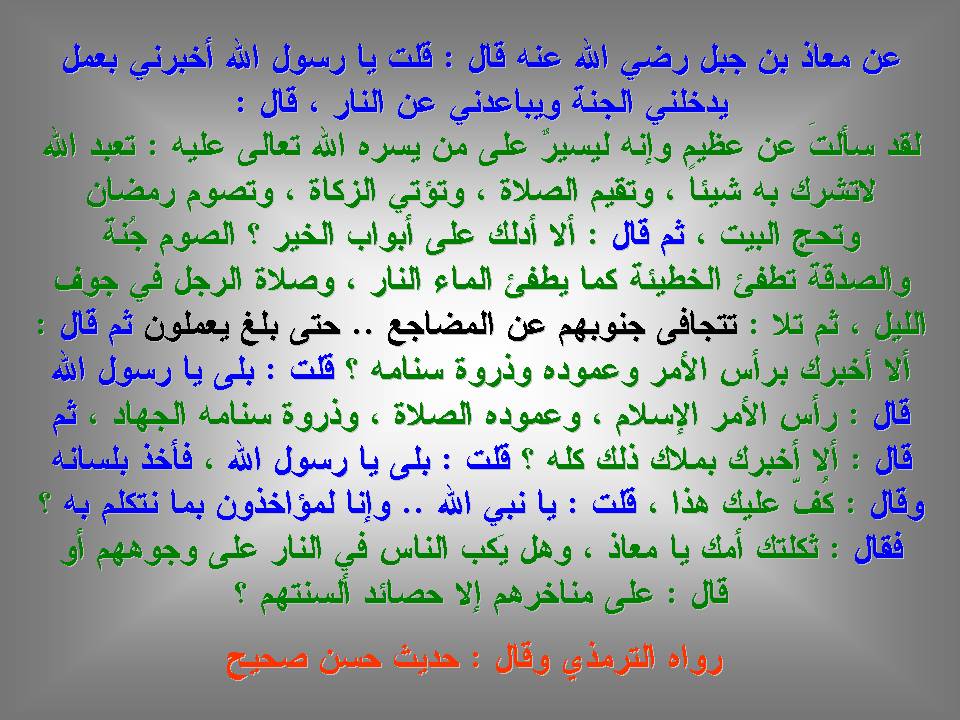 عن معاذ بن جبل رضي الله عنه قال : قلت يا رسول الله أخبرني بعمل
يدخلني الجنة ويباعدني عن النار ، قال :
لقد سألتَ عن عظيمٍ وإنه ليسيرٌ على من يسره الله تعالى عليه : تعبد الله
لاتشرك به شيئاً ، وتقيم الصلاة ، وتؤتي الزكاة ، وتصوم رمضان
وتحج البيت ، ثم قال : ألا أدلك على أبواب الخير ؟ الصوم جُنة
والصدقة تطفئ الخطيئة كما يطفئ الماء النار ، وصلاة الرجل في جوف
الليل ، ثم تلا : تتجافى جنوبهم عن المضاجع .. حتى بلغ يعملون ثم قال :
ألا أخبرك برأس الأمر وعموده وذروة سنامه ؟ قلت : بلى يا رسول الله
قال : رأس الأمر الإسلام ، وعموده الصلاة ، وذروة سنامه الجهاد ، ثم
قال : ألا أخبرك بملاك ذلك كله ؟ قلت : بلى يا رسول الله ، فأخذ بلسانه
وقال : كُفّ عليك هذا ، قلت : يا نبي الله .. وإنا لمؤاخذون بما نتكلم به ؟
فقال : ثكلتك أمك يا معاذ ، وهل يَكب الناس في النار على وجوههم أو
قال : على مناخرهم إلا حصائد ألسنتهم ؟
رواه الترمذي وقال : حديث حسن صحيح